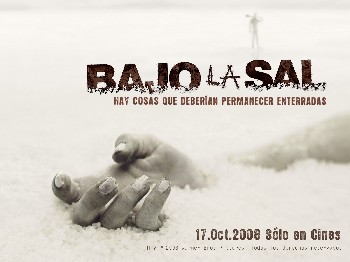 BAJO LA SAL
HAY COSAS QUE DEBERÍAN PERMANECER ENTERRADAS
17.Oct.2008 Sólo en Cines